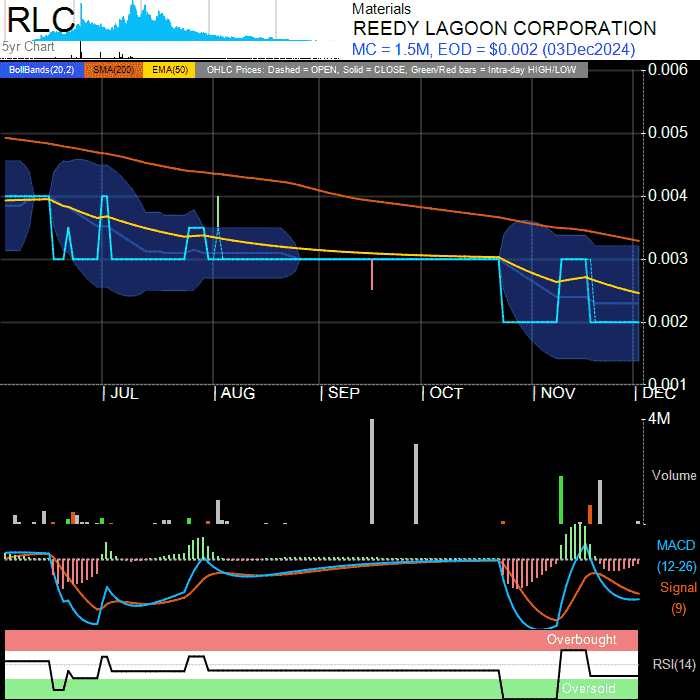 RLC
5yr Chart
Materials
REEDY LAGOON CORPORATION
MC = 1.5M, EOD = $0.002 (03Dec2024)
BollBands(20,2) SMA(200) EMA(50) OHLC Prices: Dashed = OPEN, Solid = CLOSE, Green/Red bars = Intra-day HIGH/LOW
0.006
0.005
0.004
0.003
0.002
0.001
JUL AUG SEP OCT NOV DEC
4M
Volume
MACD
(12-26)
Signal
(9)
Overbought
RSI(14)
Oversold